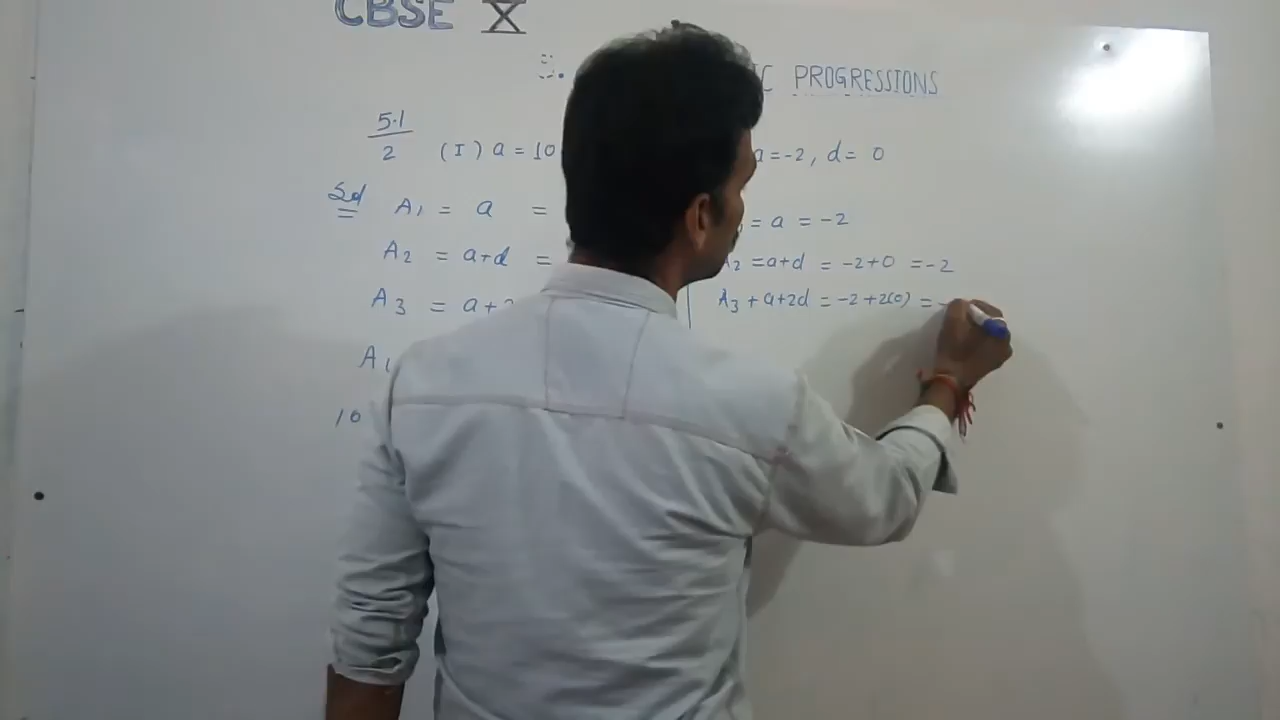 CBSE X
PROGRESSIONS
5.1
2 (I) a = 10
a = -2, d = 0
Sol A1 = a =
= a = -2
A2 = a+d =
A2 = a+d = -2+0 = -2
A3 = a+2
A3 + a+2d = -2+2(0) = -
A1
10